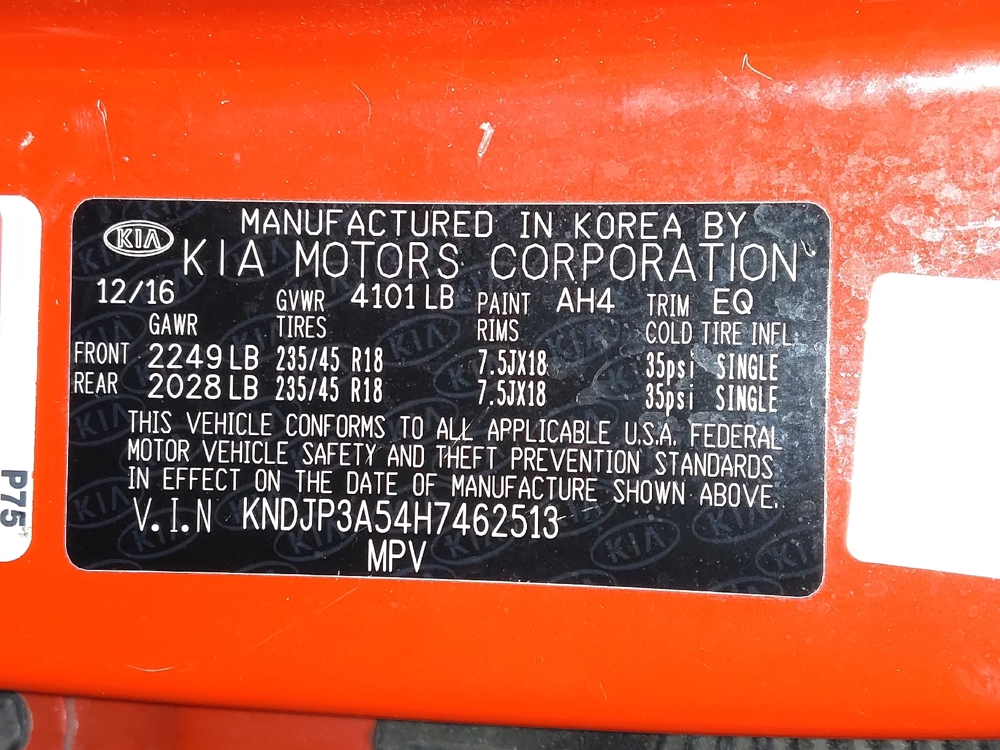 KIA MANUFACTURED IN KOREA BY
KIA MOTORS CORPORATION
12/16 GVWR 4101 LB PAINT AH4 TRIM EQ
GAWR TIRES RIMS COLD TIRE INFL.
FRONT 2249 LB 235/45 R18 7.5JX18 35psi SINGLE
REAR 2028 LB 235/45 R18 7.5JX18 35psi SINGLE
THIS VEHICLE CONFORMS TO ALL APPLICABLE U.S.A. FEDERAL
MOTOR VEHICLE SAFETY AND THEFT PREVENTION STANDARDS
IN EFFECT ON THE DATE OF MANUFACTURE SHOWN ABOVE.
V.I.N KNDJP3A54H7462513
MPV
P75